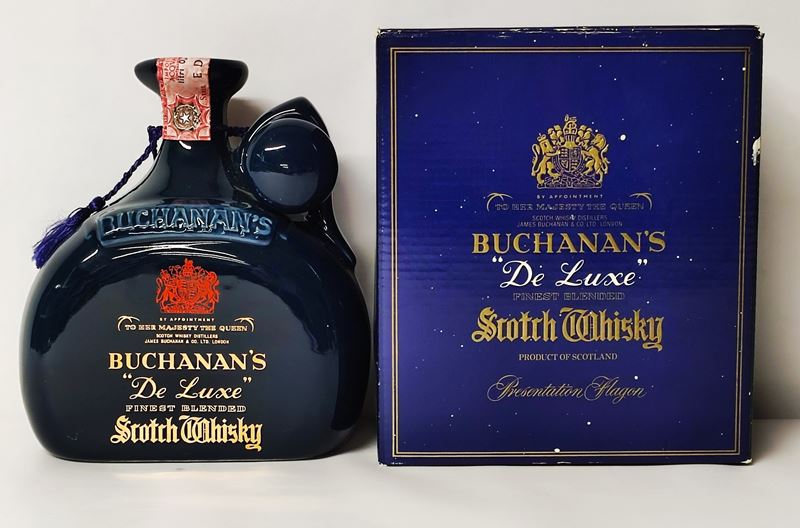 BUCHANAN'S
BY APPOINTMENT
TO HER MAJESTY THE QUEEN
SCOTCH WHISKY DISTILLERS
JAMES BUCHANAN & CO. LTD. LONDON
BUCHANAN'S
"De Luxe"
FINEST BLENDED
Scotch Whisky
BY APPOINTMENT
TO HER MAJESTY THE QUEEN
SCOTCH WHISKY DISTILLERS
JAMES BUCHANAN & CO LTD. LONDON
BUCHANAN'S
"De Luxe"
FINEST BLENDED
Scotch Whisky
PRODUCT OF SCOTLAND
Presentation Flagon